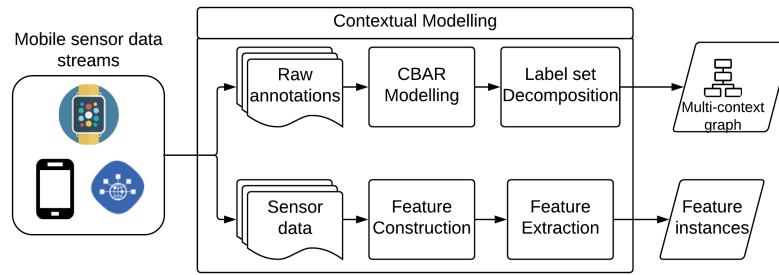 Contextual Modelling
Mobile sensor data
streams
Raw
annotations
CBAR
Modelling
Label set
Decomposition
Multi-context
graph
Sensor
data
Feature
Construction
Feature
Extraction
Feature
instances